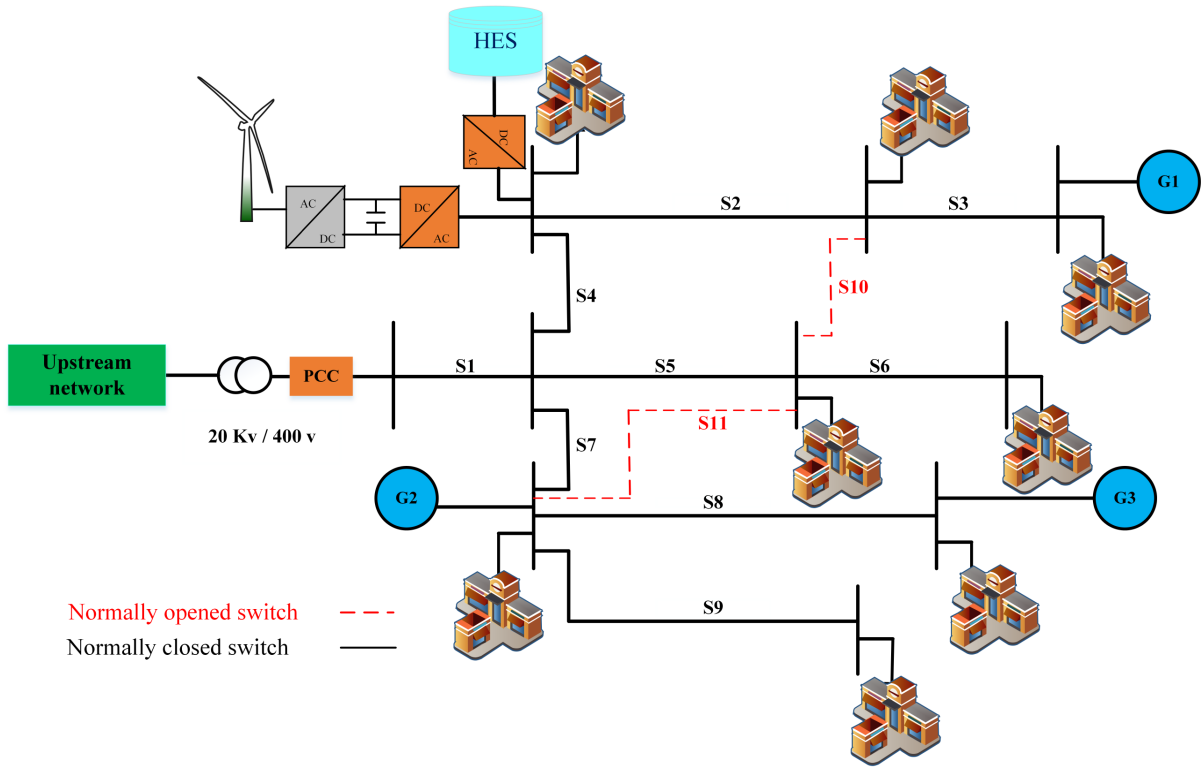 HES
DC
AC
G1
AC
DC
DC
AC
S2
S3
S10
S4
Upstream
network
PCC
S1
S5
S6
20 Kv / 400 v
S11
S7
G2
S8
G3
S9
Normally opened switch
Normally closed switch